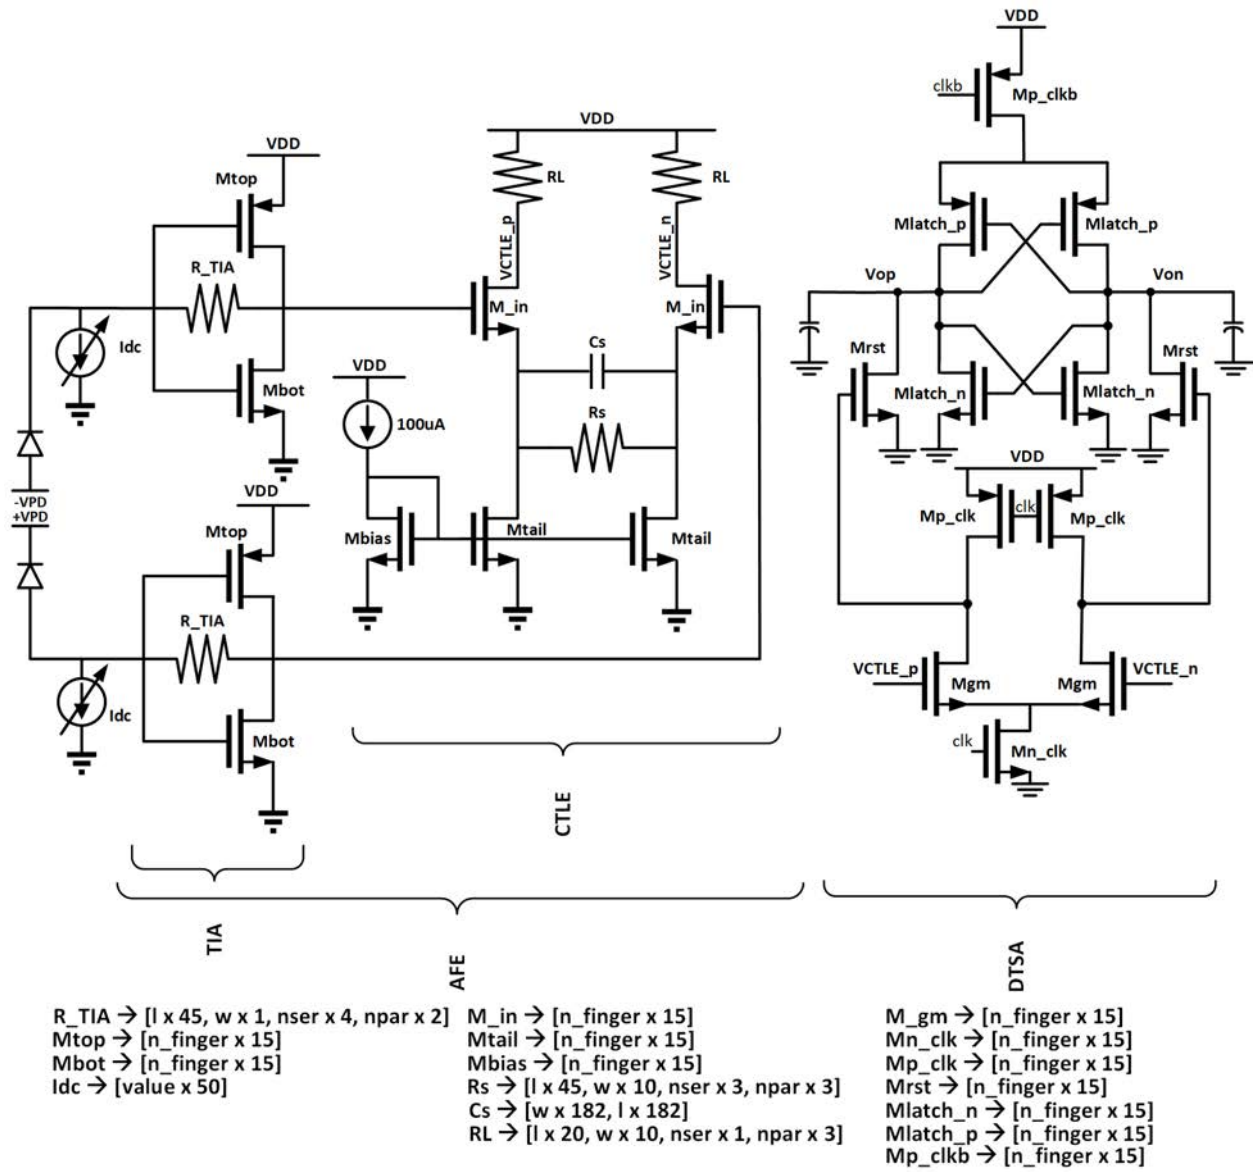 VDD
clkb
Mp_clkb
VDD
VDD
Mtop
RL
RL
VCTLE_p
VCTLE_n
Mlatch_p
Mlatch_p
R_TIA
Vop
Von
M_in
M_in
Idc
Cs
Mrst
Mrst
VDD
Mbot
Mlatch_n
Mlatch_n
100uA
Rs
VDD
-VPD
+VPD
VDD
Mp_clk
clk
Mp_clk
Mtop
Mbias
Mtail
Mtail
R_TIA
VCTLE_p
VCTLE_n
Mgm
Mgm
Idc
Mbot
clk
Mn_clk
CTLE
TIA
AFE
DTSA
R_TIA → [l x 45, w x 1, nser x 4, npar x 2]
Mtop → [n_finger x 15]
Mbot → [n_finger x 15]
Idc → [value x 50]
M_in → [n_finger x 15]
Mtail → [n_finger x 15]
Mbias → [n_finger x 15]
Rs → [l x 45, w x 10, nser x 3, npar x 3]
Cs → [w x 182, l x 182]
RL → [l x 20, w x 10, nser x 1, npar x 3]
M_gm → [n_finger x 15]
Mn_clk → [n_finger x 15]
Mp_clk → [n_finger x 15]
Mrst → [n_finger x 15]
Mlatch_n → [n_finger x 15]
Mlatch_p → [n_finger x 15]
Mp_clkb → [n_finger x 15]